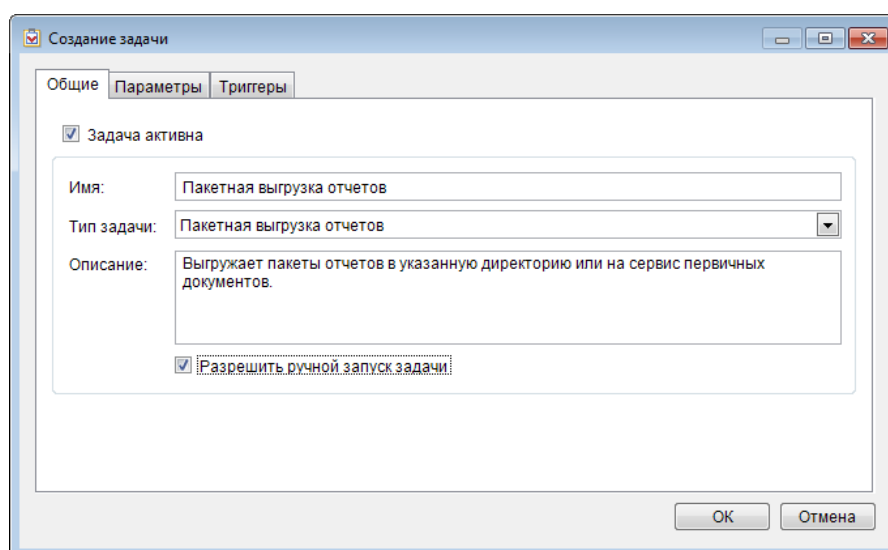 Создание задачи
Общие Параметры Триггеры
Задача активна
Имя: Пакетная выгрузка отчетов
Тип задачи: Пакетная выгрузка отчетов
Описание: Выгружает пакеты отчетов в указанную директорию или на сервис первичных
документов.
Разрешить ручной запуск задачи
OK Отмена